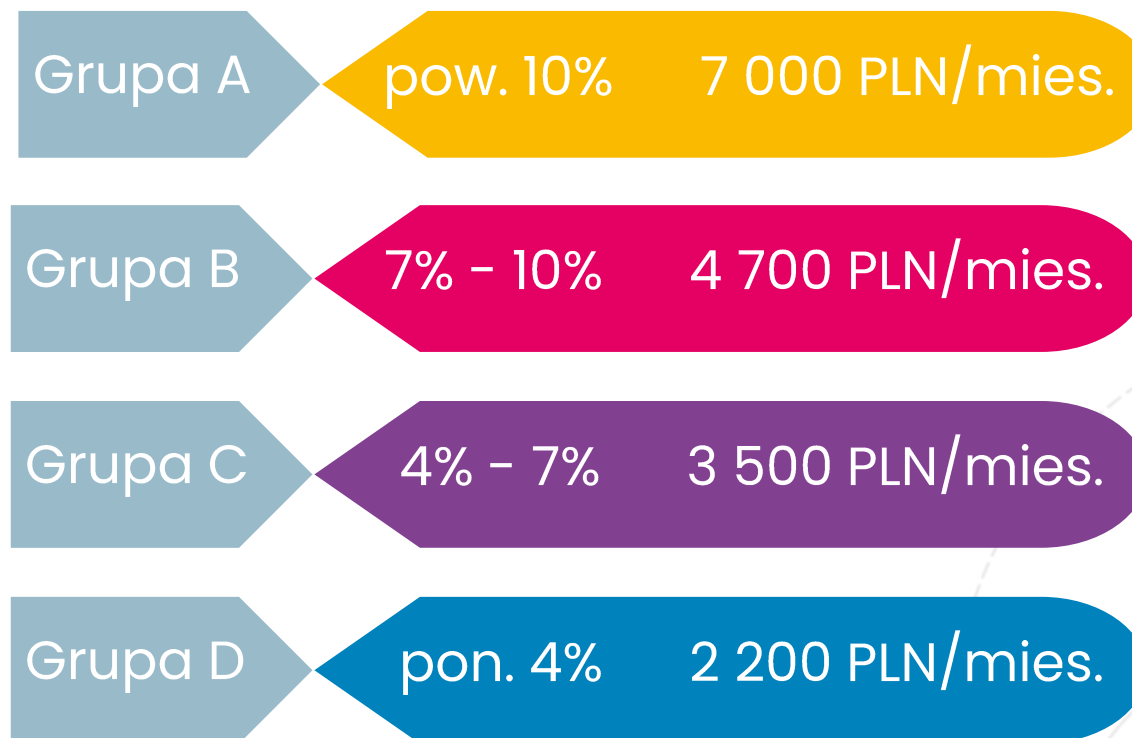 Grupa A pow. 10% 7 000 PLN/mies.
Grupa B 7% - 10% 4 700 PLN/mies.
Grupa C 4% - 7% 3 500 PLN/mies.
Grupa D pon. 4% 2 200 PLN/mies.